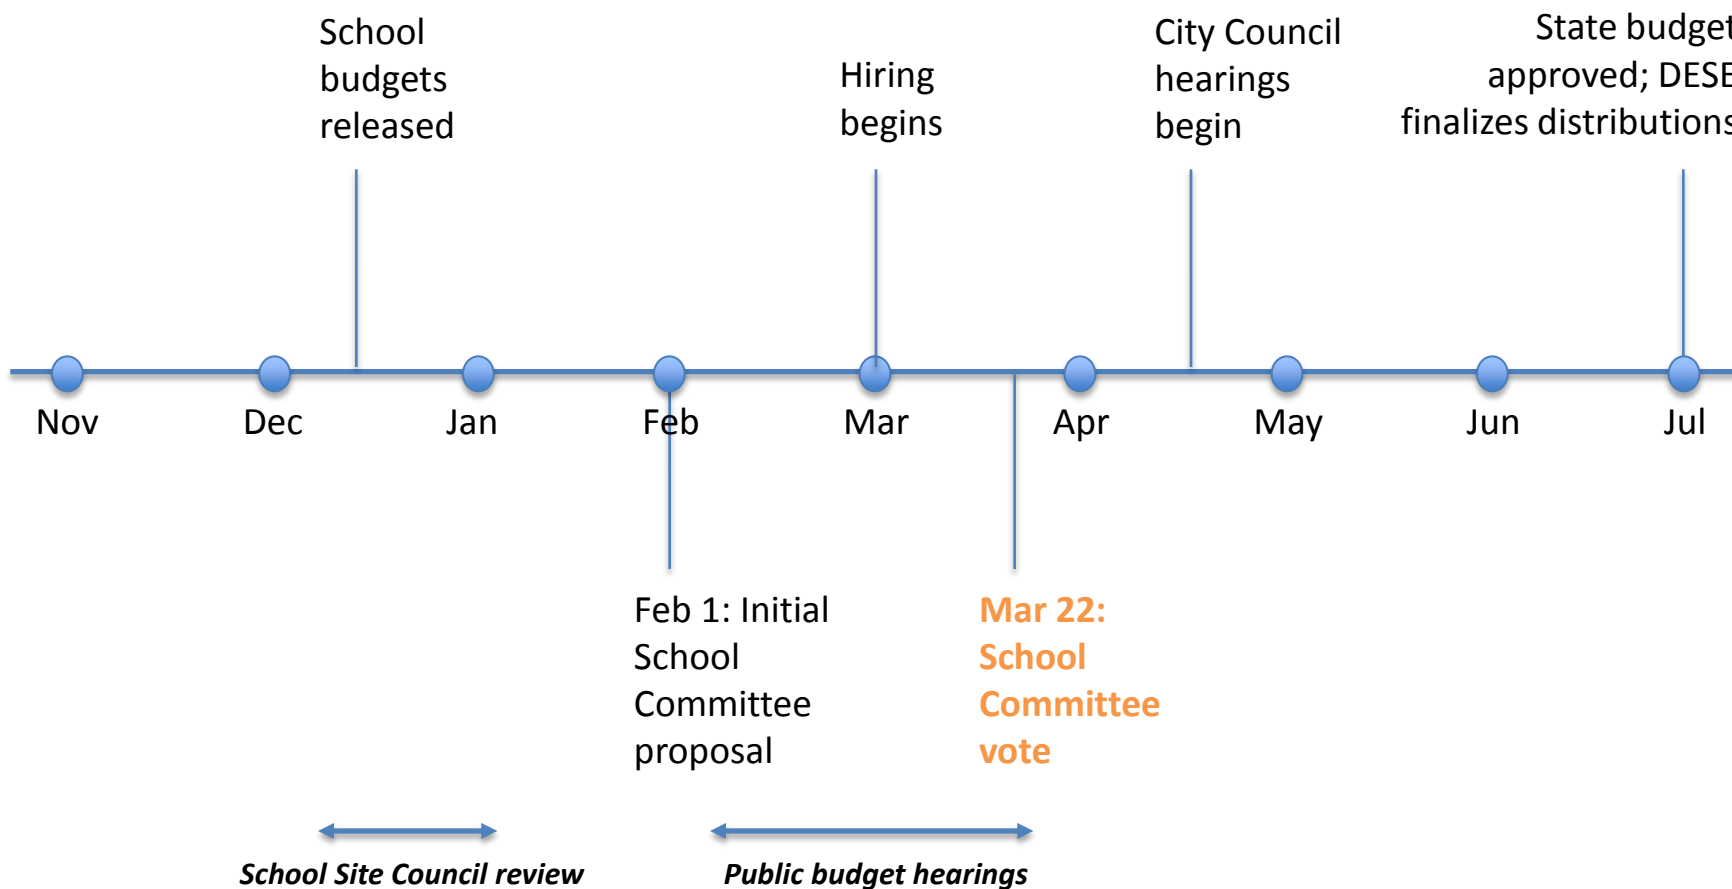 School
budgets
released
Hiring
begins
City Council
hearings
begin
State budget
approved; DESE
finalizes distributions
Nov
Dec
Jan
Feb
Mar
Apr
May
Jun
Jul
Feb 1: Initial
School
Committee
proposal
Mar 22:
School
Committee
vote
School Site Council review
Public budget hearings